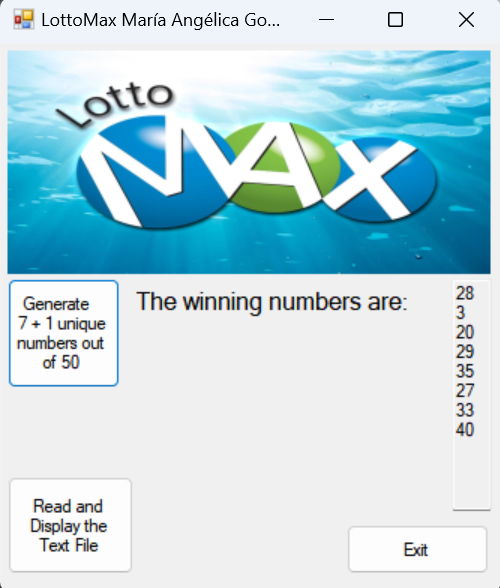 LottoMax María Angélica Go...
Lotto
MAX
Generate
7 + 1 unique
numbers out
of 50
The winning numbers are:
28
3
20
29
35
27
33
40
Read and
Display the
Text File
Exit